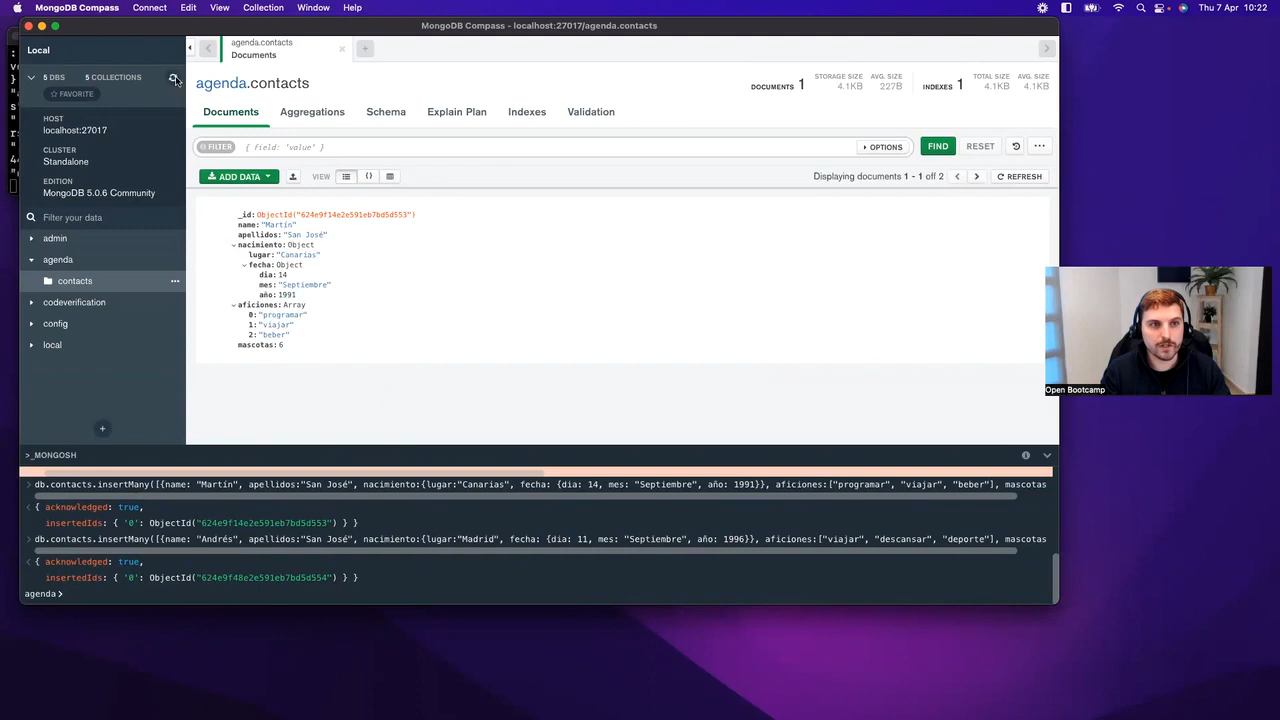 MongoDB Compass Connect Edit View Database Collection Window Help
Thu 7 Apr 10:22
MongoDB Compass - localhost:27017/agenda.contacts
Local
5 DBS 5 COLLECTIONS
FAVORITE
HOST
localhost:27017
CLUSTER
Standalone
EDITION
MongoDB 5.0.6 Community
Filter your data
admin
agenda
contacts
codeverification
config
local
agenda.contacts
Documents
agenda.contacts
DOCUMENTS 1
STORAGE SIZE
4.1KB
AVG. SIZE
227B
INDEXES 1
TOTAL SIZE
4.1KB
AVG. SIZE
4.1KB
Documents Aggregations Schema Explain Plan Indexes Validation
FILTER { field: 'value' } OPTIONS FIND RESET
ADD DATA VIEW {} Displaying documents 1 - 1 off 2 REFRESH
_id: ObjectId("624e9f14e2e591eb7bd5d553")
name: "Martín"
apellidos: "San José"
nacimiento: Object
lugar: "Canarias"
fecha: Object
dia: 14
mes: "Septiembre"
año: 1991
aficiones: Array
0: "programar"
1: "viajar"
2: "beber"
mascotas: 6
Open Bootcamp
>_MONGOSH
> db.contacts.insertMany([{name: "Martín", apellidos:"San José", nacimiento:{lugar:"Canarias", fecha: {dia: 14, mes: "Septiembre", año: 1991}}, aficiones:["programar", "viajar", "beber"], mascotas
< { acknowledged: true,
insertedIds: { '0': ObjectId("624e9f14e2e591eb7bd5d553") } }
> db.contacts.insertMany([{name: "Andrés", apellidos:"San José", nacimiento:{lugar:"Madrid", fecha: {dia: 11, mes: "Septiembre", año: 1996}}, aficiones:["viajar", "descansar", "deporte"], mascotas
< { acknowledged: true,
insertedIds: { '0': ObjectId("624e9f48e2e591eb7bd5d554") } }
agenda>